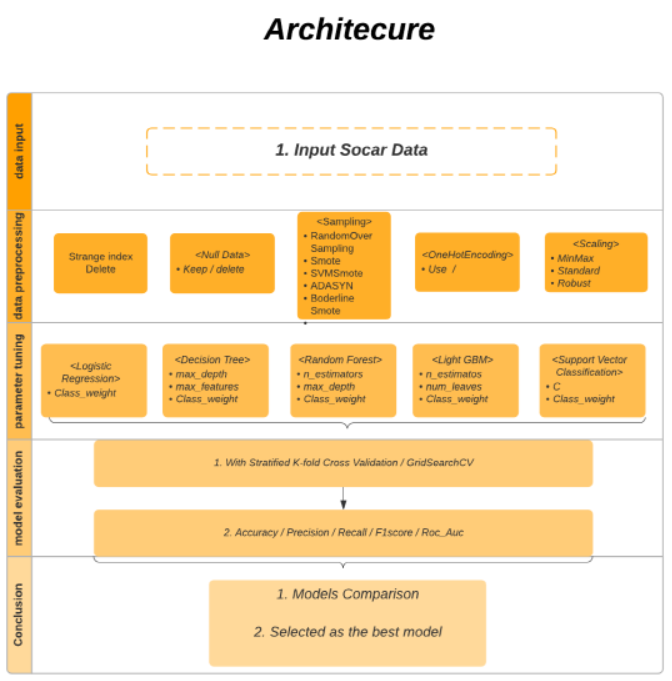 Architecure
data input
1. Input Socar Data
data preprocessing
Strange index
Delete
<Null Data>
• Keep / delete
<Sampling>
• RandomOver
Sampling
• Smote
• SVMSmote
• ADASYN
• Boderline
Smote
•
<OneHotEncoding>
• Use /
<Scaling>
• MinMax
• Standard
• Robust
parameter tuning
<Logistic
Regression>
• Class_weight
<Decision Tree>
• max_depth
• max_features
• Class_weight
<Random Forest>
• n_estimators
• max_depth
• Class_weight
<Light GBM>
• n_estimatos
• num_leaves
• Class_weight
<Support Vector
Classification>
• C
• Class_weight
model evaluation
1. With Stratified K-fold Cross Validation / GridSearchCV
2. Accuracy / Precision / Recall / F1score / Roc_Auc
Conclusion
1. Models Comparison
2. Selected as the best model